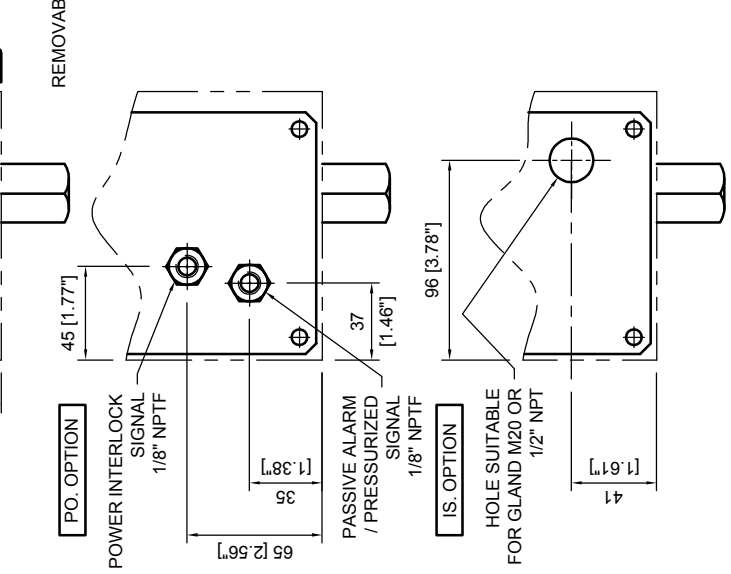 REMOVAB
PO. OPTION
45 [1.77"]
POWER INTERLOCK
SIGNAL
1/8" NPTF
65 [2.56"]
35
[1.38"]
37
[1.46"]
PASSIVE ALARM
/ PRESSURIZED
SIGNAL
1/8" NPTF
IS. OPTION
96 [3.78"]
HOLE SUITABLE
FOR GLAND M20 OR
1/2" NPT
41
[1.61"]